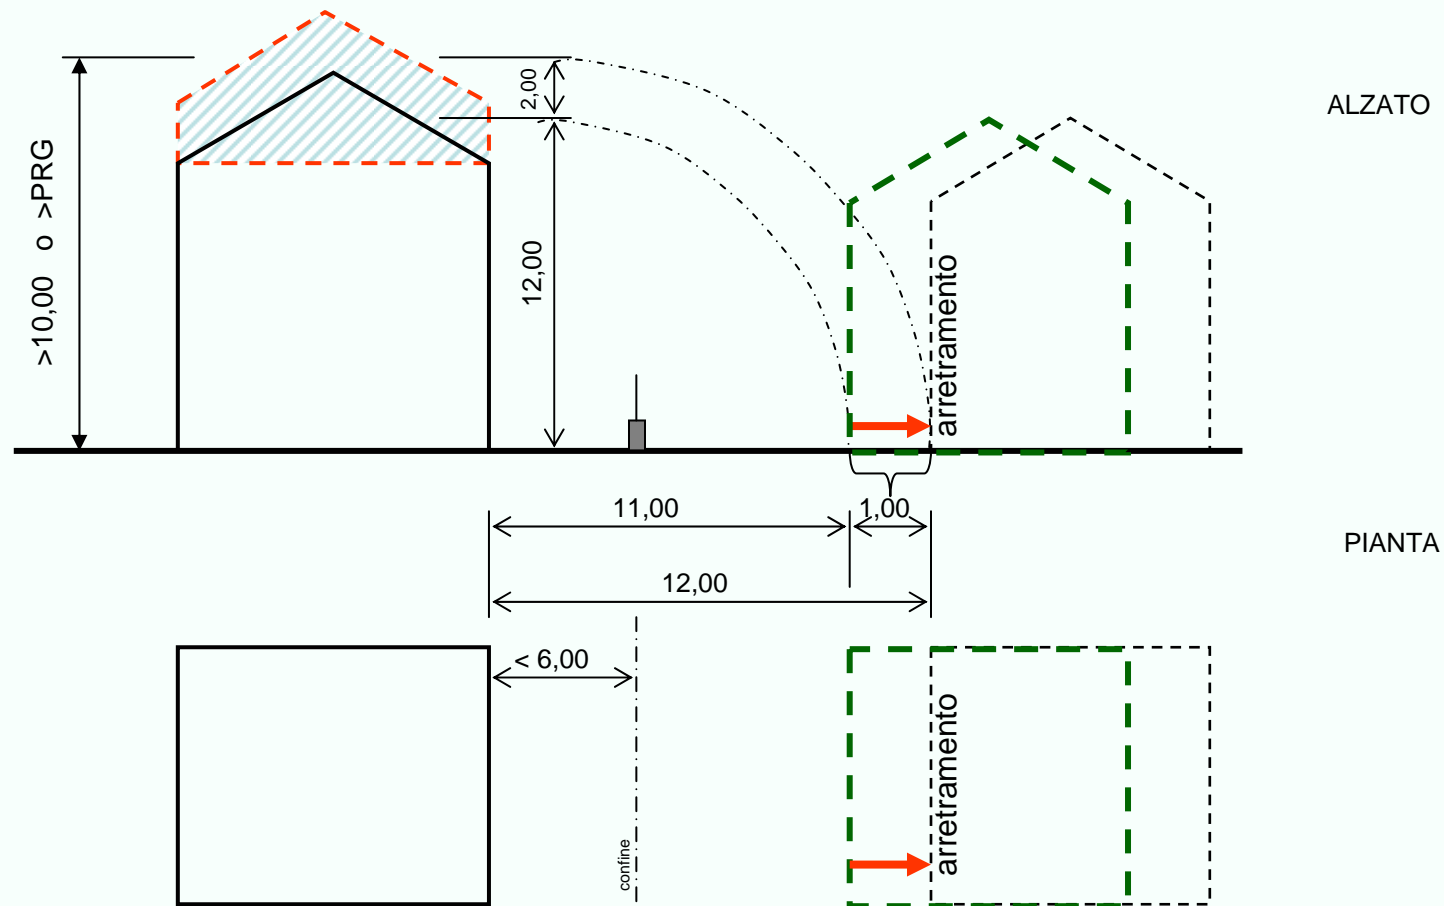 ALZATO
2,00
>10,00 o >PRG
12,00
arretramento
11,00
1,00
PIANTA
12,00
< 6,00
arretramento
confine